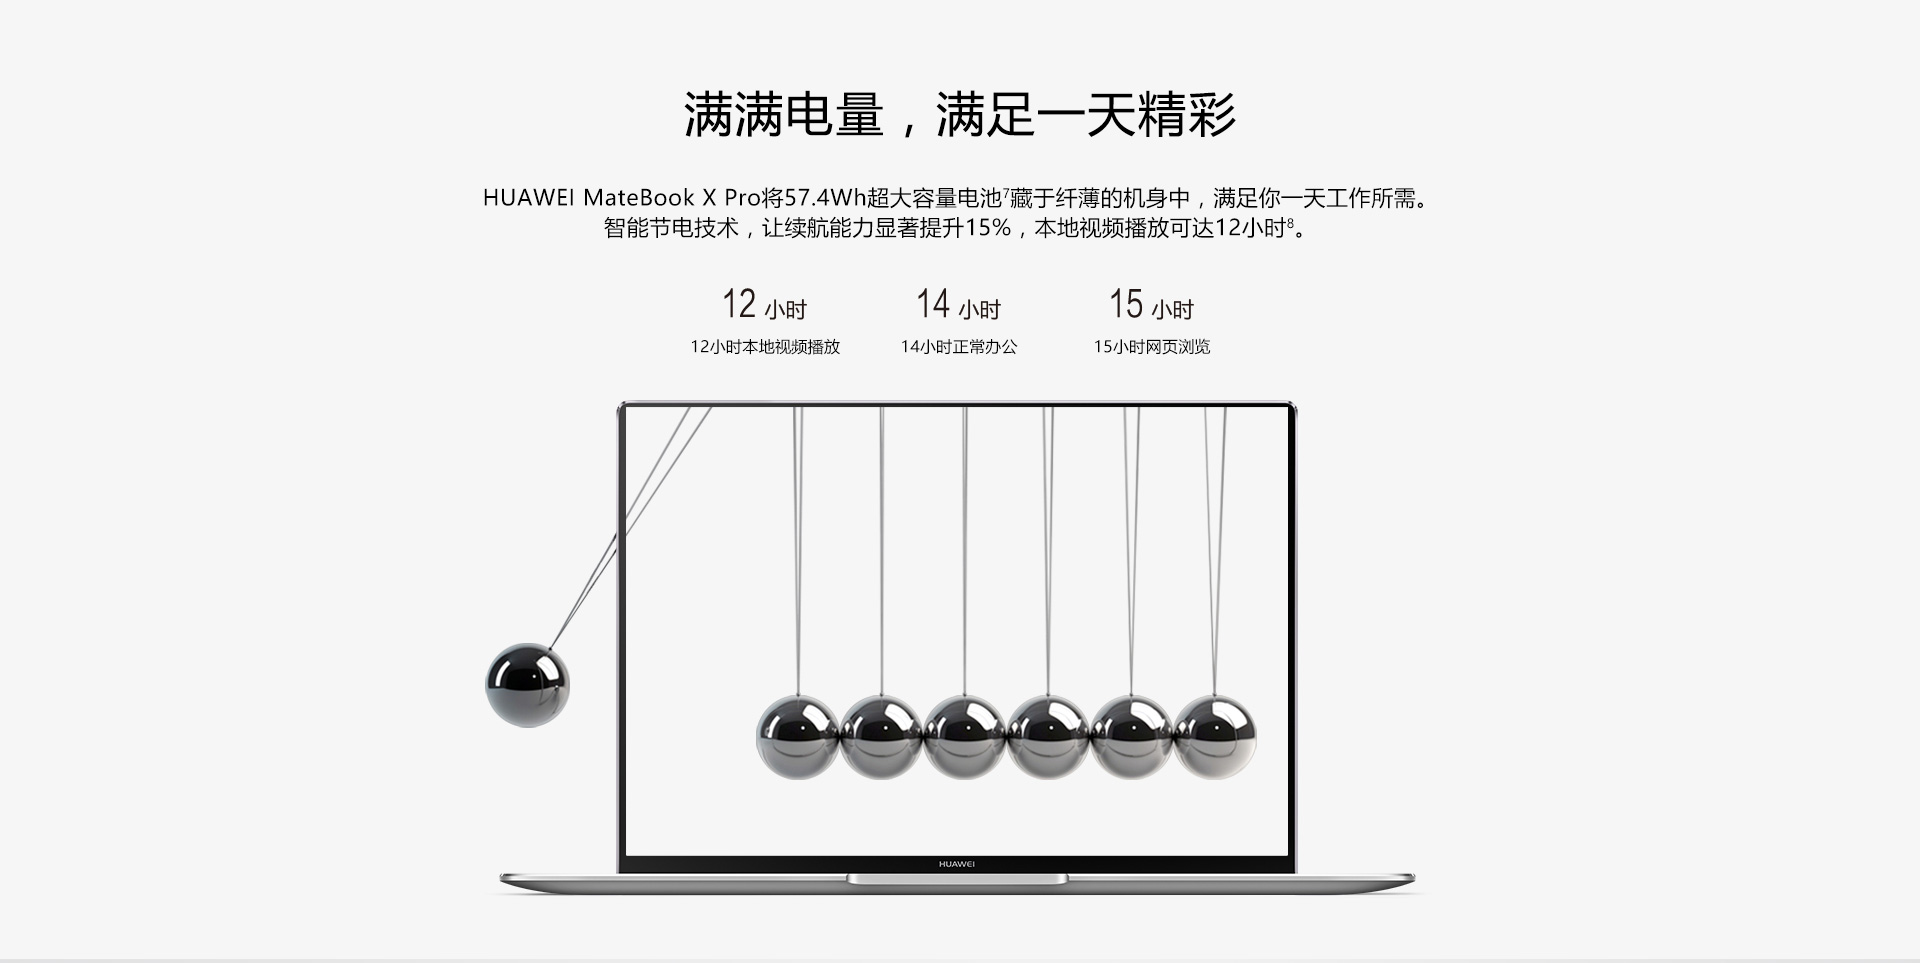 满满电量，满足一天精彩
HUAWEI MateBook X Pro将57.4Wh超大容量电池⁷藏于纤薄的机身中，满足你一天工作所需。
智能节电技术，让续航能力显著提升15%，本地视频播放可达12小时⁸。
12 小时 14 小时 15 小时
12小时本地视频播放 14小时正常办公 15小时网页浏览
HUAWEI